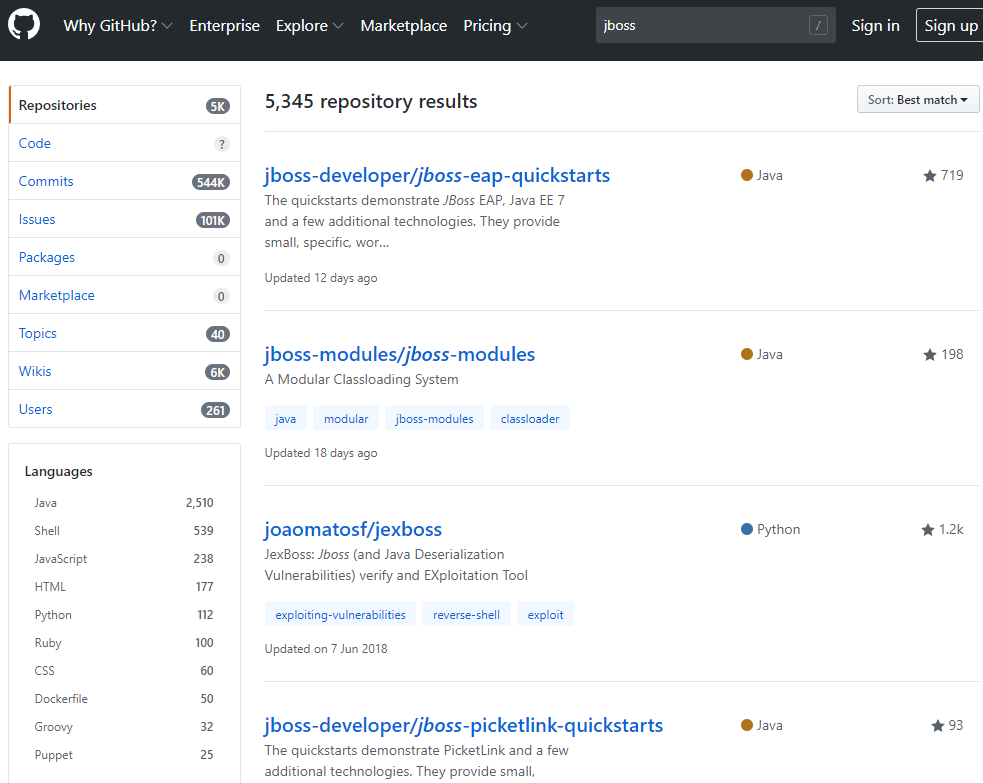 Why GitHub? Enterprise Explore Marketplace Pricing jboss / Sign in Sign up
Repositories 5K
Code ?
Commits 544K
Issues 101K
Packages 0
Marketplace 0
Topics 40
Wikis 6K
Users 261
Languages
Java 2,510
Shell 539
JavaScript 238
HTML 177
Python 112
Ruby 100
CSS 60
Dockerfile 50
Groovy 32
Puppet 25
5,345 repository results
Sort: Best match
jboss-developer/jboss-eap-quickstarts
Java
719
The quickstarts demonstrate JBoss EAP, Java EE 7
and a few additional technologies. They provide
small, specific, wor...
Updated 12 days ago
jboss-modules/jboss-modules
Java
198
A Modular Classloading System
java modular jboss-modules classloader
Updated 18 days ago
joaomatosf/jexboss
Python
1.2k
JexBoss: Jboss (and Java Deserialization
Vulnerabilities) verify and EXploitation Tool
exploiting-vulnerabilities reverse-shell exploit
Updated on 7 Jun 2018
jboss-developer/jboss-picketlink-quickstarts
Java
93
The quickstarts demonstrate PicketLink and a few
additional technologies. They provide small,